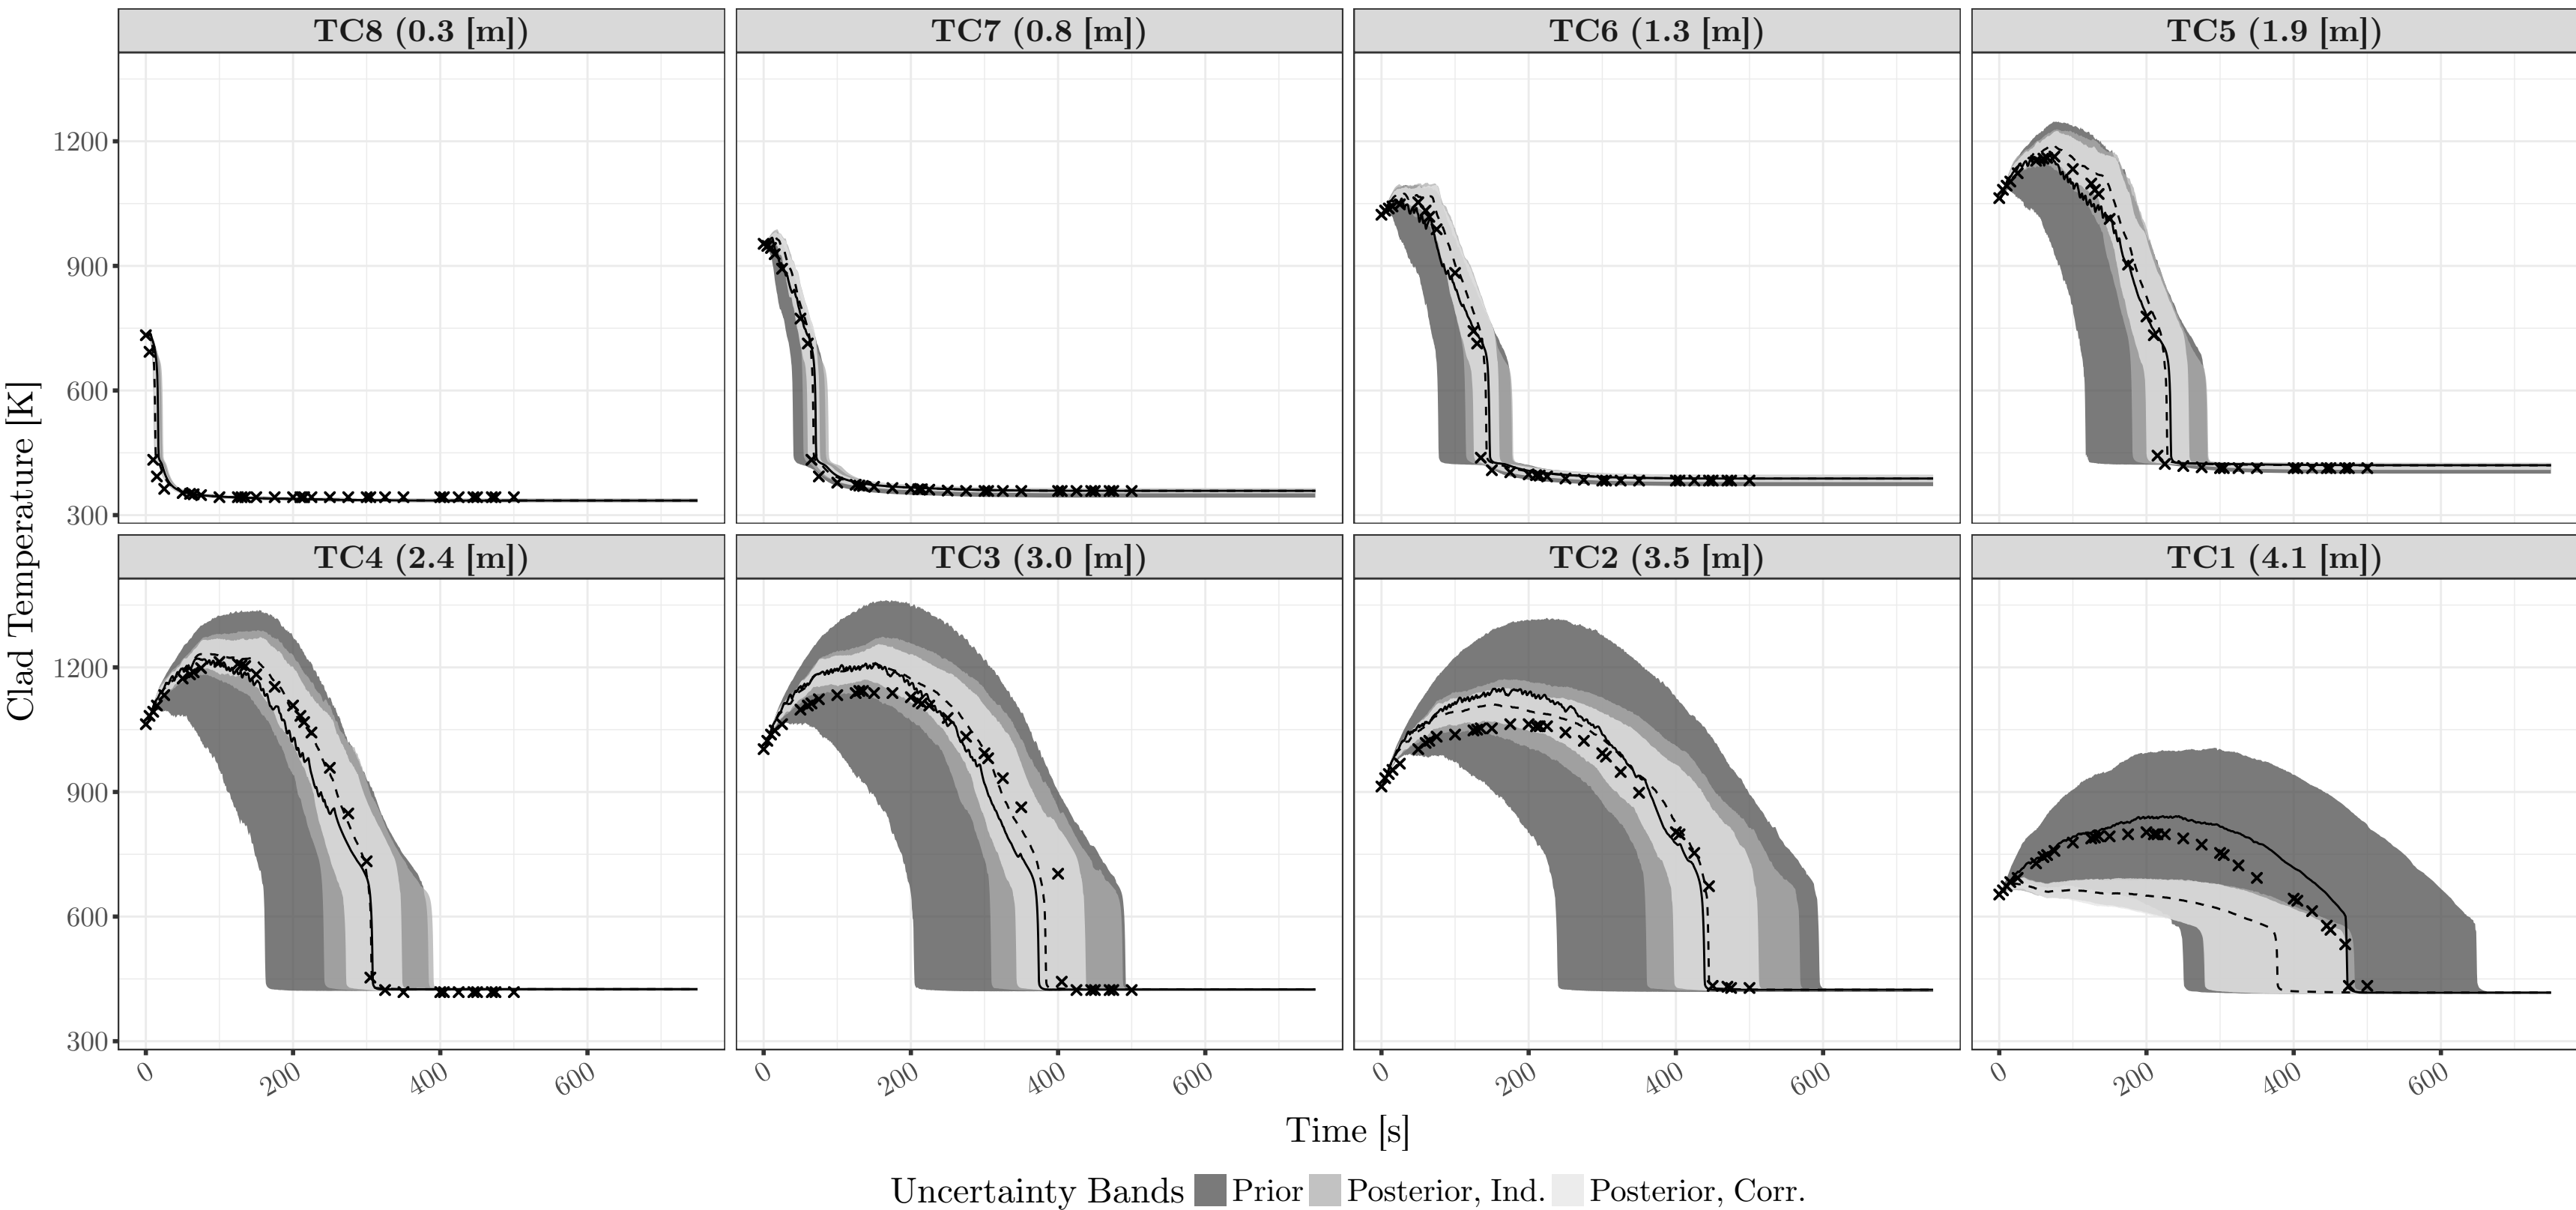 TC8 (0.3 [m])
TC7 (0.8 [m])
TC6 (1.3 [m])
TC5 (1.9 [m])
1200
900
600
300
TC4 (2.4 [m])
TC3 (3.0 [m])
TC2 (3.5 [m])
TC1 (4.1 [m])
1200
900
600
300
Clad Temperature [K]
0 200 400 600
0 200 400 600
0 200 400 600
0 200 400 600
Time [s]
Uncertainty Bands Prior Posterior, Ind. Posterior, Corr.